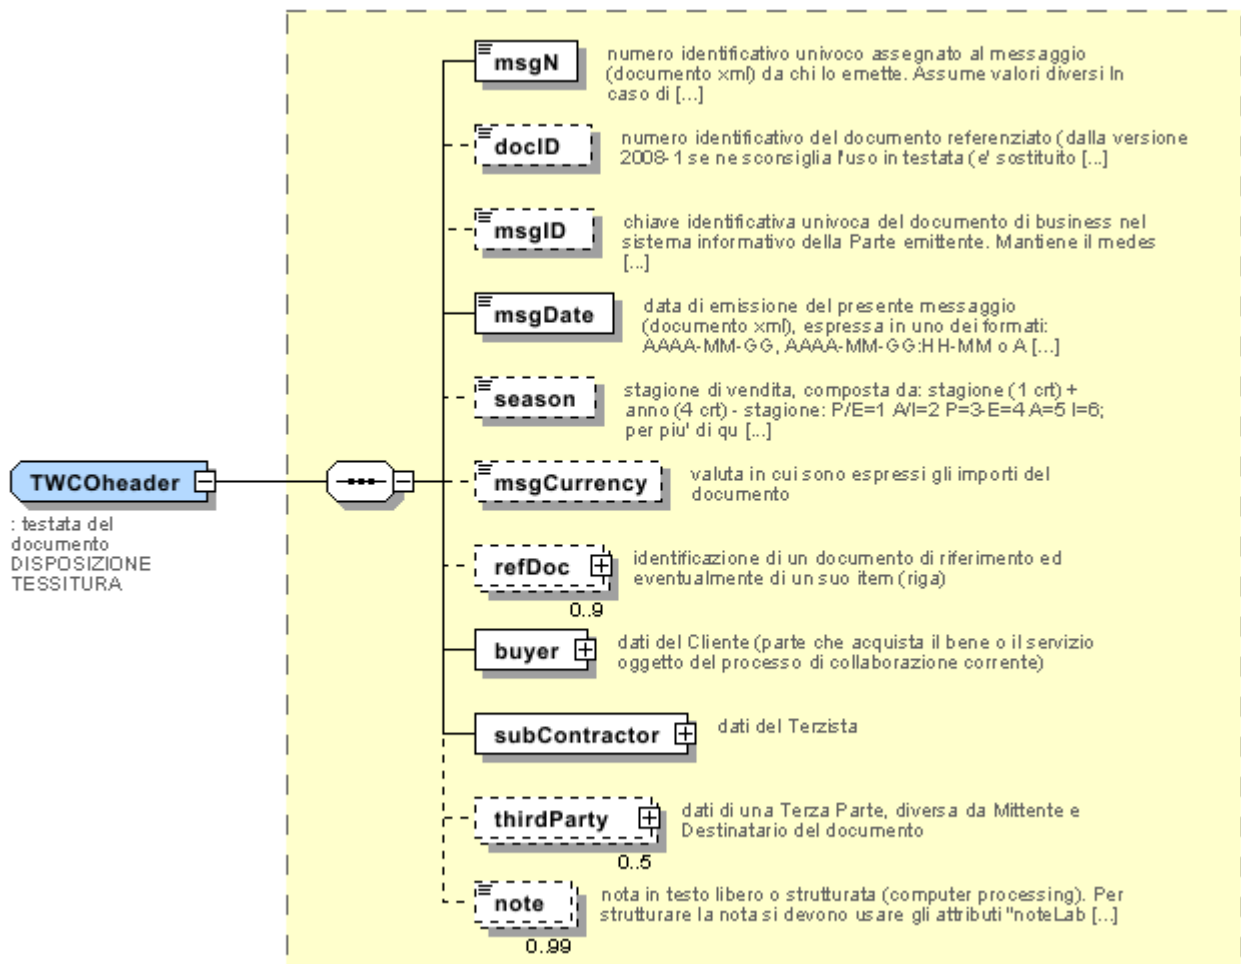 msgN
numero identificativo univoco assegnato al messaggio
(documento xml) da chi lo emette. Assume valori diversi In
caso di [...]
docID
numero identificativo del documento referenziato (dalla versione
2008-1 se ne sconsiglia l'uso in testata (e' sostituito [...]
msgID
chiave identificativa univoca del documento di business nel
sistema informativo della Parte emittente. Mantiene il medes
[...]
msgDate
data di emissione del presente messaggio
(documento xml), espressa in uno dei formati:
AAAA-MM-GG, AAAA-MM-GG:HH-MM o A [...]
season
stagione di vendita, composta da: stagione (1 crt) +
anno (4 crt) - stagione: P/E=1 A/I=2 P=3-E=4 A=5 I=6;
per piu' di qu [...]
TWCOheader
: testata del
documento
DISPOSIZIONE
TESSITURA
msgCurrency
valuta in cui sono espressi gli importi del
documento
refDoc
identificazione di un documento di riferimento ed
eventualmente di un suo item (riga)
0..9
buyer
dati del Cliente (parte che acquista il bene o il servizio
oggetto del processo di collaborazione corrente)
subContractor
dati del Terzista
thirdParty
dati di una Terza Parte, diversa da Mittente e
Destinatario del documento
0..5
note
nota in testo libero o strutturata (computer processing). Per
strutturare la nota si devono usare gli attributi "noteLab [...]
0..99